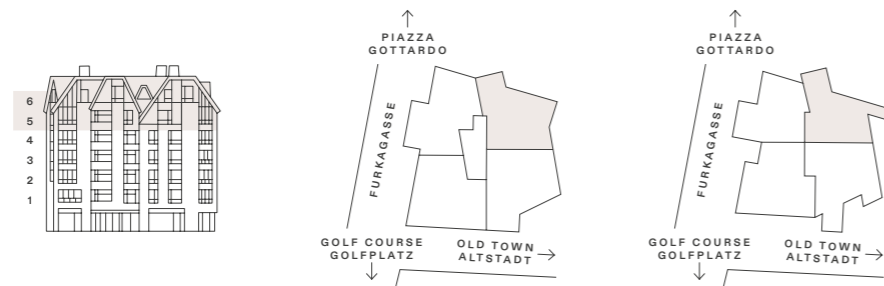 6
5
4
3
2
1
PIAZZA
GOTTARDO
FURKAGASSE
GOLF COURSE
GOLFPLATZ
OLD TOWN
ALTSTADT
PIAZZA
GOTTARDO
FURKAGASSE
GOLF COURSE
GOLFPLATZ
OLD TOWN
ALTSTADT